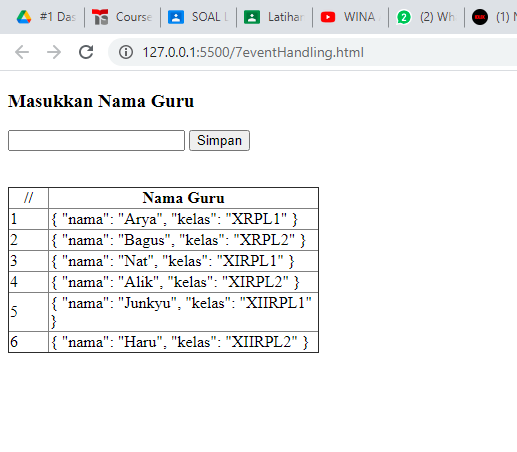 #1 Das
Course
SOAL L
Latihar
WINA
2 (2) Wh
(1) N
127.0.0.1:5500/7eventHandling.html
Masukkan Nama Guru
Simpan
// Nama Guru
1 { "nama": "Arya", "kelas": "XRPL1" }
2 { "nama": "Bagus", "kelas": "XRPL2" }
3 { "nama": "Nat", "kelas": "XIRPL1" }
4 { "nama": "Alik", "kelas": "XIRPL2" }
5 { "nama": "Junkyu", "kelas": "XIIRPL1"
}
6 { "nama": "Haru", "kelas": "XIIRPL2" }